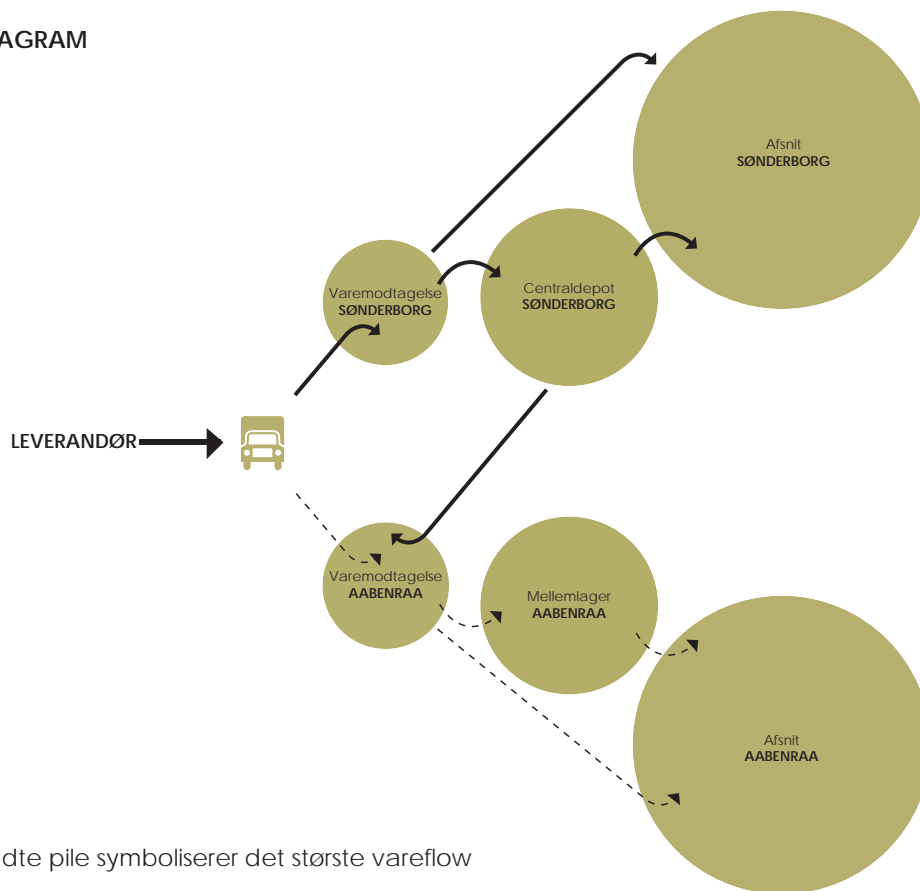 AGRAM
Afsnit
SØNDERBORG
Varemodtagelse
SØNDERBORG
Centraldepot
SØNDERBORG
LEVERANDØR
Varemodtagelse
AABENRAA
Mellemlager
AABENRAA
Afsnit
AABENRAA
dte pile symboliserer det største vareflow